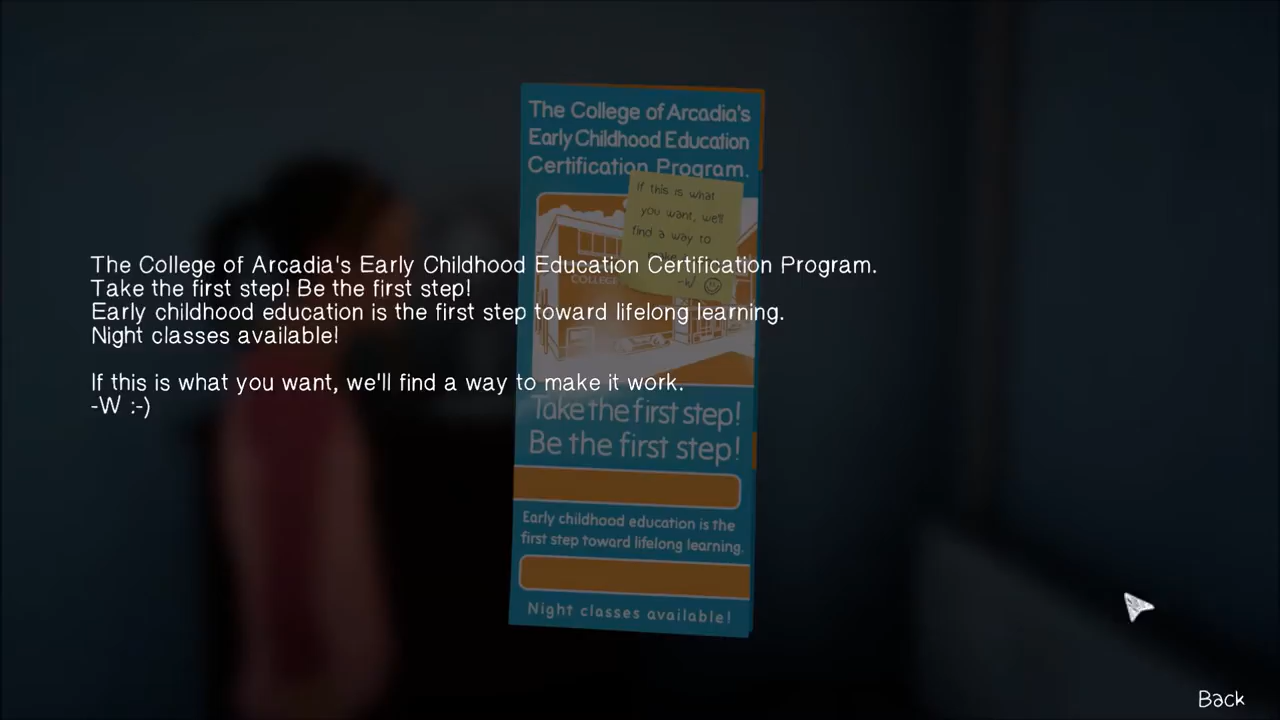 The College of Arcadia's
Early Childhood Education
Certification Program.
If this is what
you want, we'll
find a way to
make
-W
COLLEGE
Take the first step!
Be the first step!
Early childhood education is the
first step toward lifelong learning.
Night classes available!
The College of Arcadia's Early Childhood Education Certification Program.
Take the first step! Be the first step!
Early childhood education is the first step toward lifelong learning.
Night classes available!
If this is what you want, we'll find a way to make it work.
-W :-)
Back